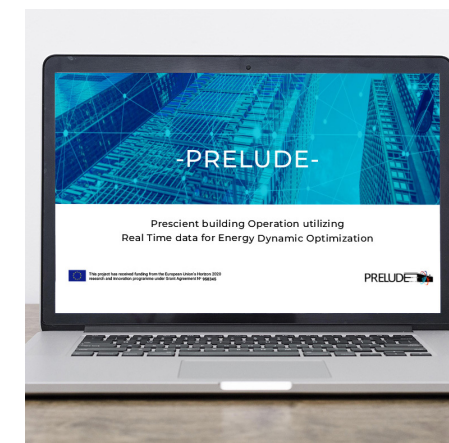 -PRELUDE-
Prescient building Operation utilizing
Real Time data for Energy Dynamic Optimization
This project has received funding from the European Union's Horizon 2020
research and innovation programme under Grant Agreement N° 958345
PRELUDE